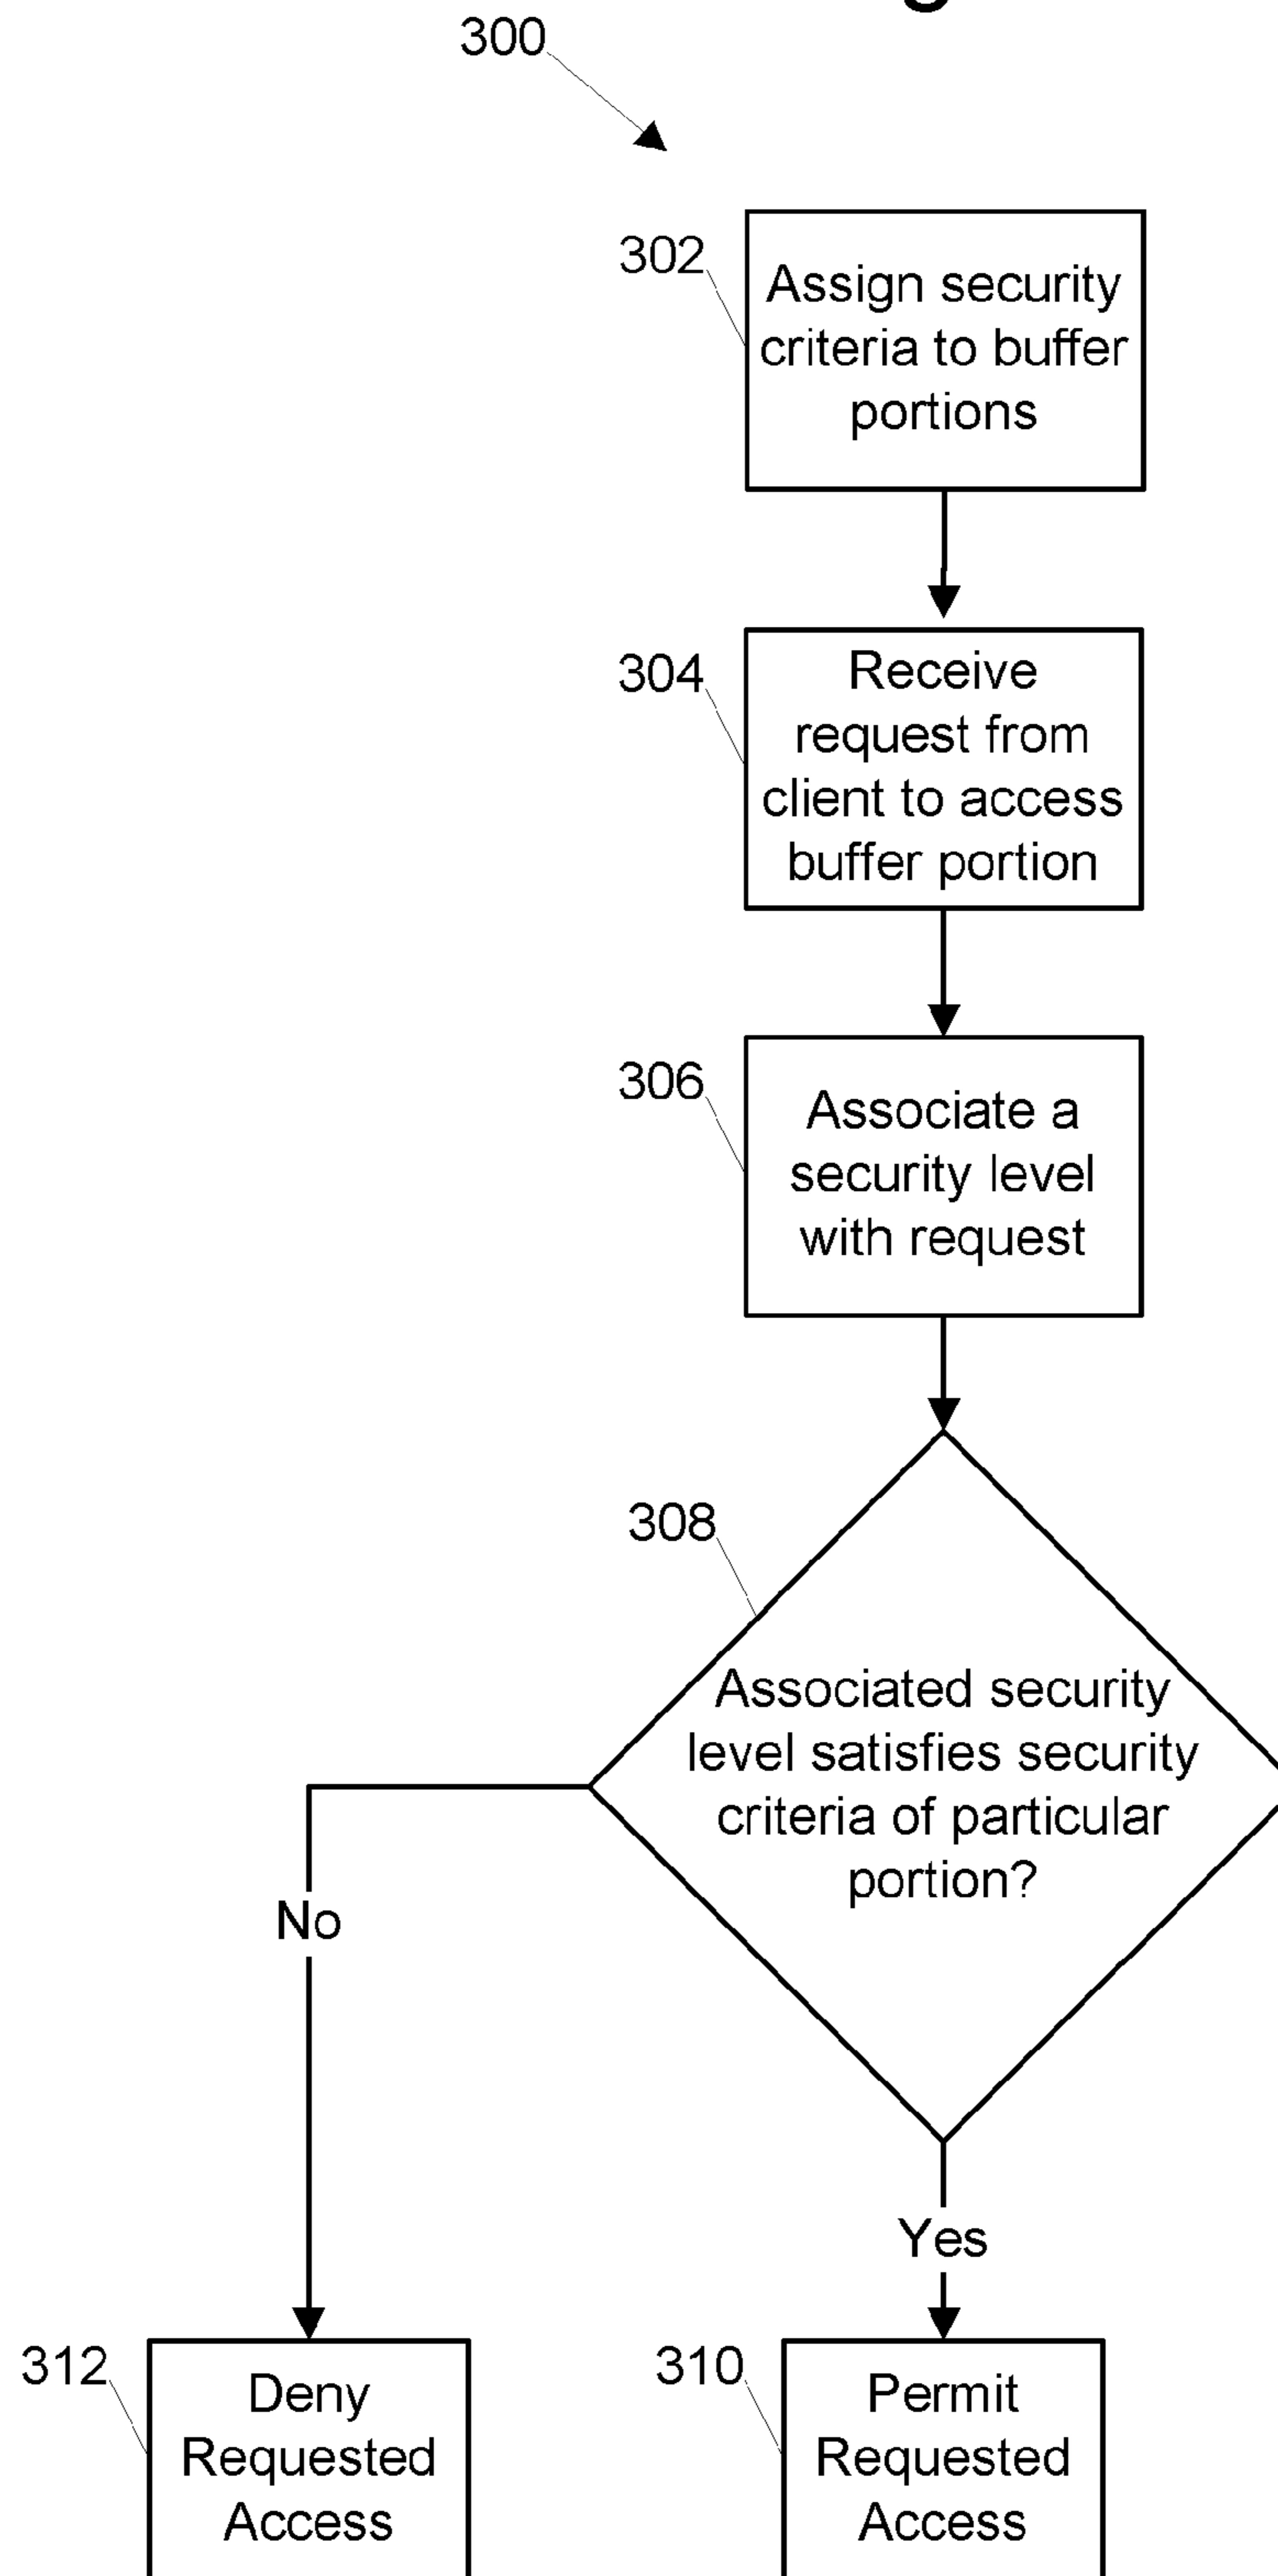 300
302
Assign security
criteria to buffer
portions
304
Receive
request from
client to access
buffer portion
306
Associate a
security level
with request
308
Associated security
level satisfies security
criteria of particular
portion?
No
Yes
312
Deny
Requested
Access
310
Permit
Requested
Access